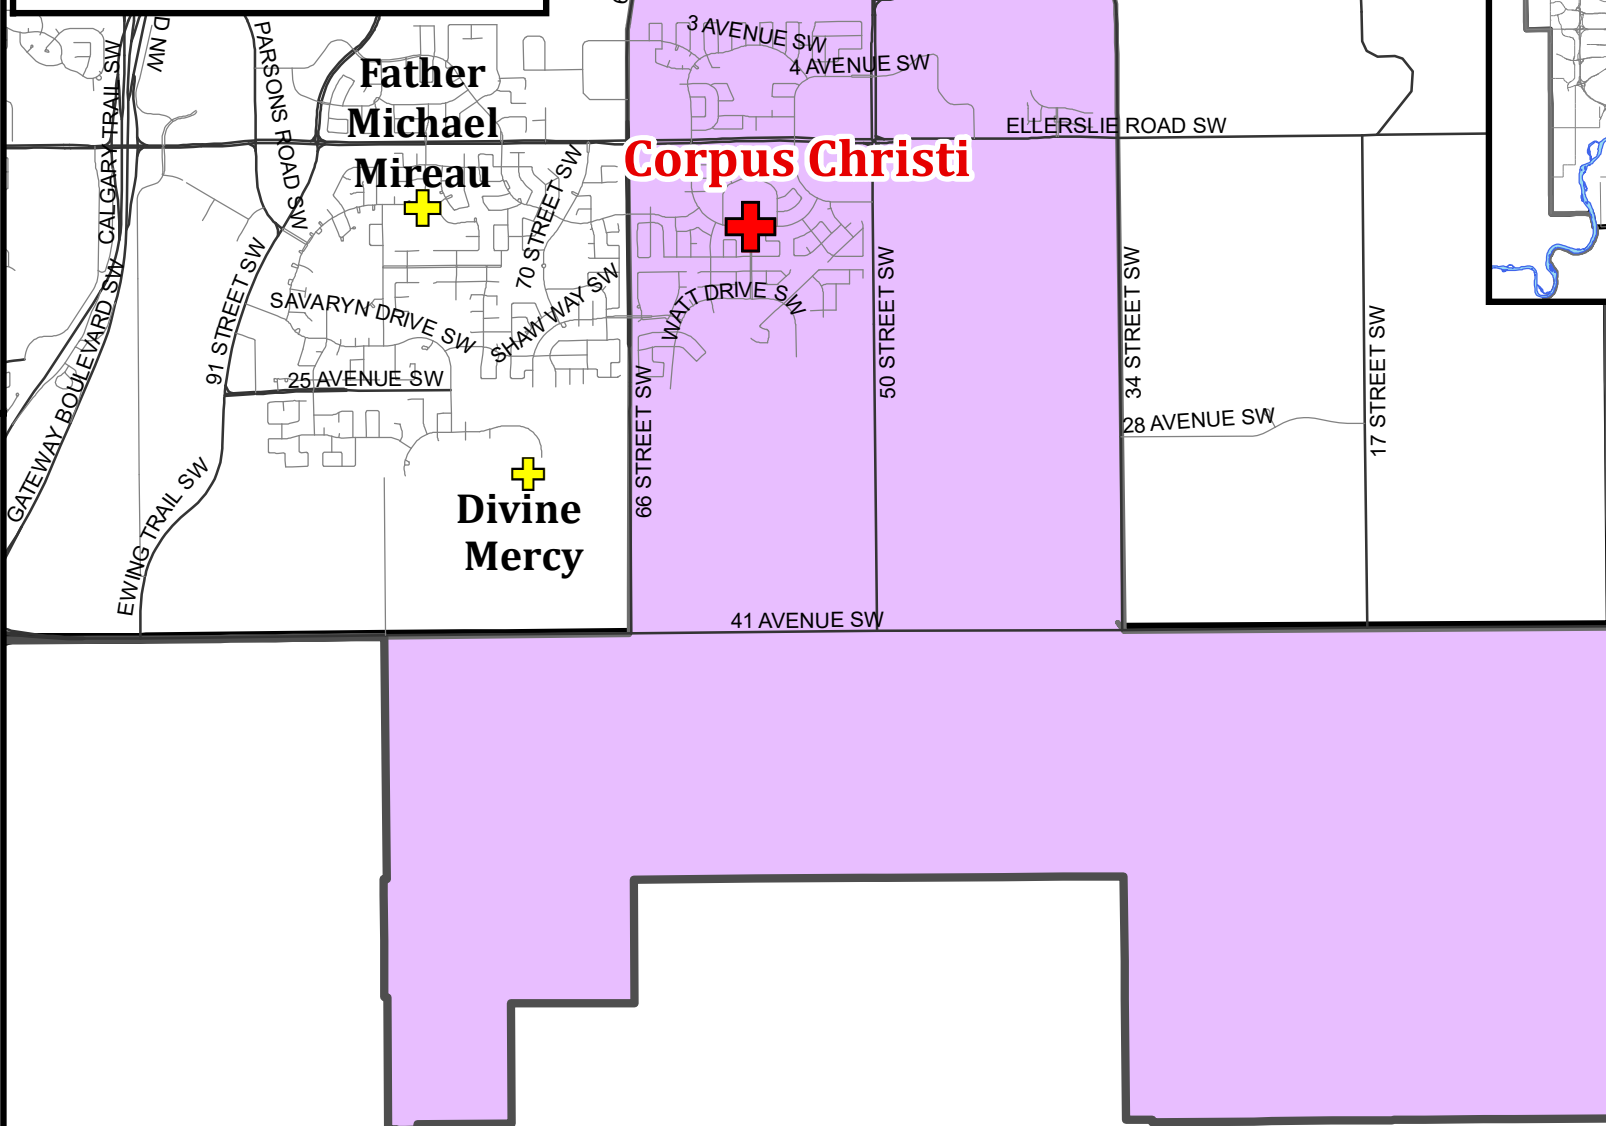 3 AVENUE SW
4 AVENUE SW
D NW
CALGARY TRAIL SW
PARSONS ROAD SW
Father
Michael
Mireau
ELLERSLIE ROAD SW
Corpus Christi
70 STREET SW
91 STREET SW
SAVARYN DRIVE SW
SHAW WAY SW
WATT DRIVE SW
50 STREET SW
34 STREET SW
17 STREET SW
GATEWAY BOULEVARD SW
25 AVENUE SW
66 STREET SW
28 AVENUE SW
EWING TRAIL SW
Divine
Mercy
41 AVENUE SW